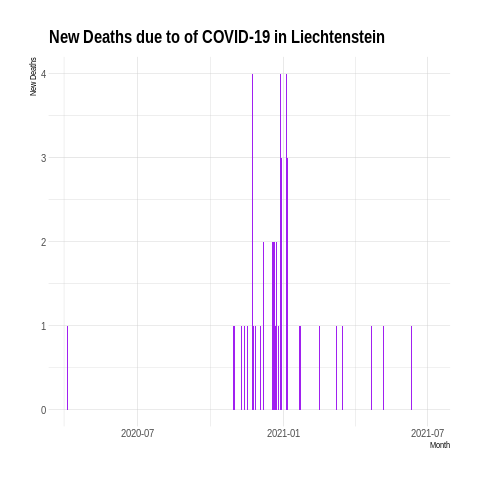 New Deaths due to of COVID-19 in Liechtenstein
New Deaths
4
3
2
1
0
2020-07
2021-01
2021-07
Month